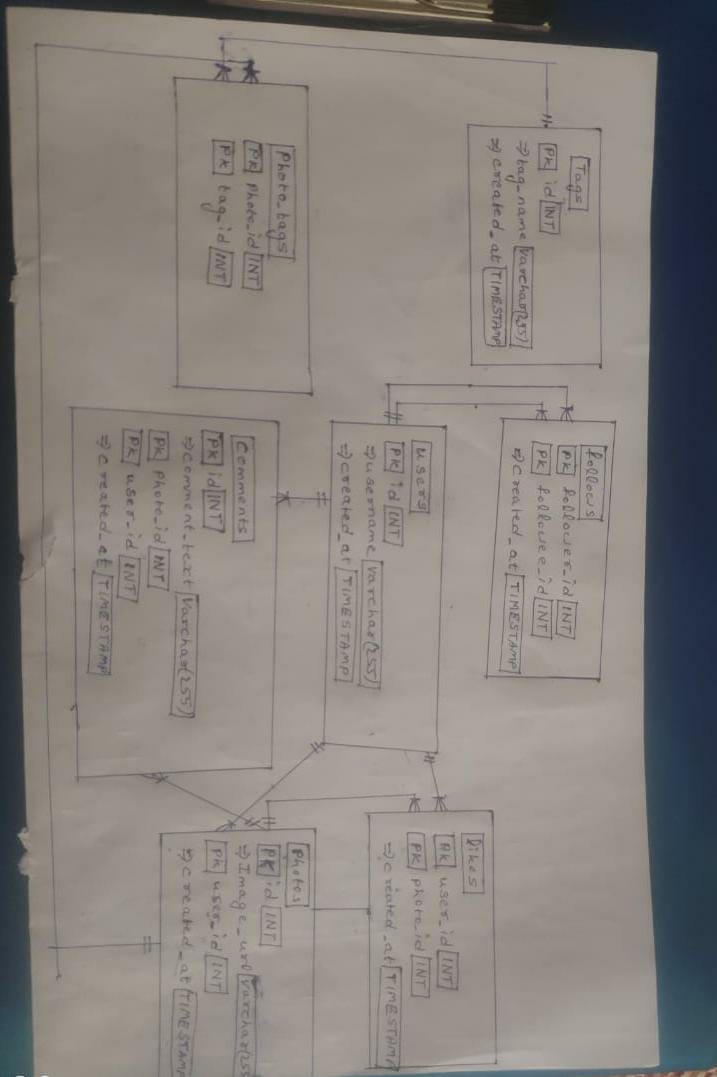 Tags
PK id INT
⇒ tag_name Varchar(255)
⇒ created_at TIMESTAMP
Photo_tags
PK Photo_id INT
PK tag_id INT
follows
PK follower_id INT
PK followee_id INT
⇒ created_at TIMESTAMP
users
PK id INT
⇒ username Varchar(255)
⇒ created_at TIMESTAMP
Comments
PK id INT
⇒ comment_text Varchar(255)
PK Photo_id INT
PK user_id INT
⇒ created_at TIMESTAMP
likes
PK user_id INT
PK photo_id INT
⇒ created_at TIMESTAMP
Photos
PK id INT
⇒ Image_url Varchar(255
PK user_id INT
⇒ created_at TIMESTAMP